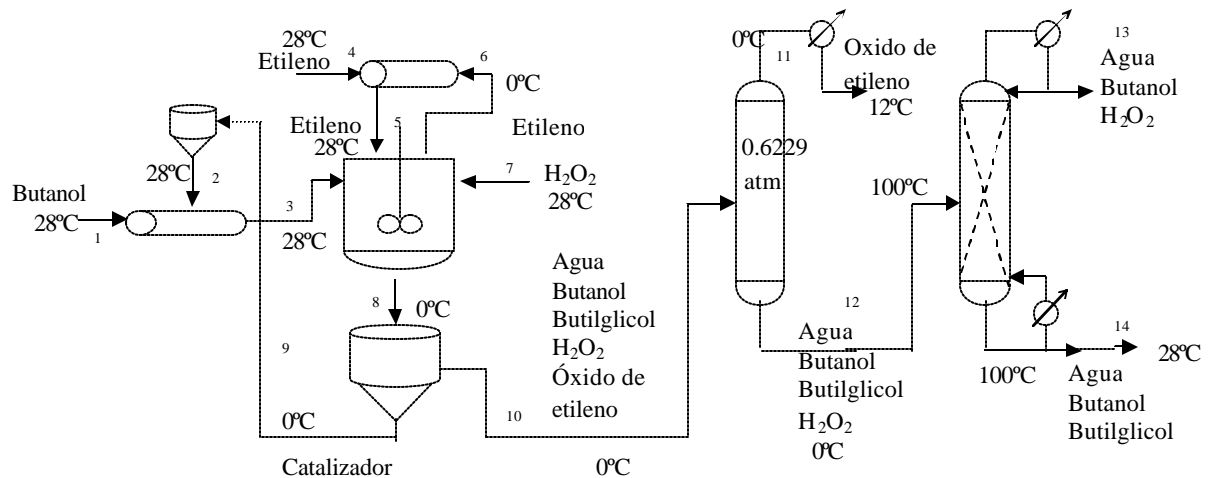 28ºC
4
Etileno
6
0ºC
Etileno
5
28ºC
Etileno
7
H2O2
28ºC
28ºC
2
Butanol
28ºC
1
3
28ºC
8
0ºC
9
0ºC
Catalizador
10
0ºC
Agua
Butanol
Butilglicol
H2O2
Óxido de
etileno
0ºC
11
Oxido de
etileno
12ºC
0.6229
atm
100ºC
12
Agua
Butanol
Butilglicol
H2O2
0ºC
13
Agua
Butanol
H2O2
14
28ºC
100ºC
Agua
Butanol
Butilglicol